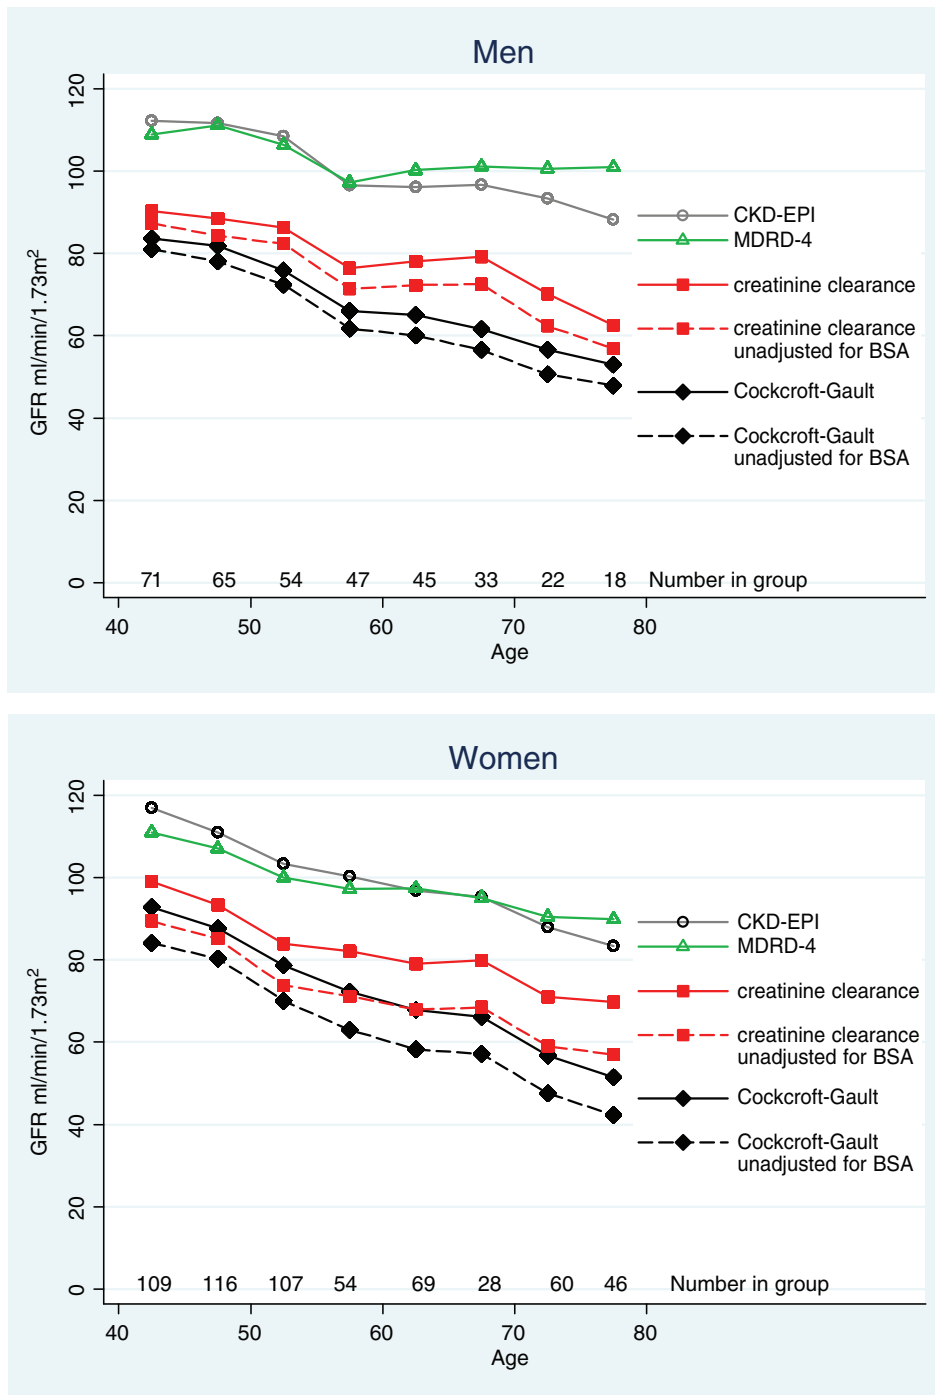 Men
120
100
80
60
40
20
0
GFR ml/min/1.73m²
CKD-EPI
MDRD-4
creatinine clearance
creatinine clearance
unadjusted for BSA
Cockcroft-Gault
Cockcroft-Gault
unadjusted for BSA
71 65 54 47 45 33 22 18 Number in group
40 50 60 70 80
Age
Women
120
100
80
60
40
20
0
GFR ml/min/1.73m²
CKD-EPI
MDRD-4
creatinine clearance
creatinine clearance
unadjusted for BSA
Cockcroft-Gault
Cockcroft-Gault
unadjusted for BSA
109 116 107 54 69 28 60 46 Number in group
40 50 60 70 80
Age